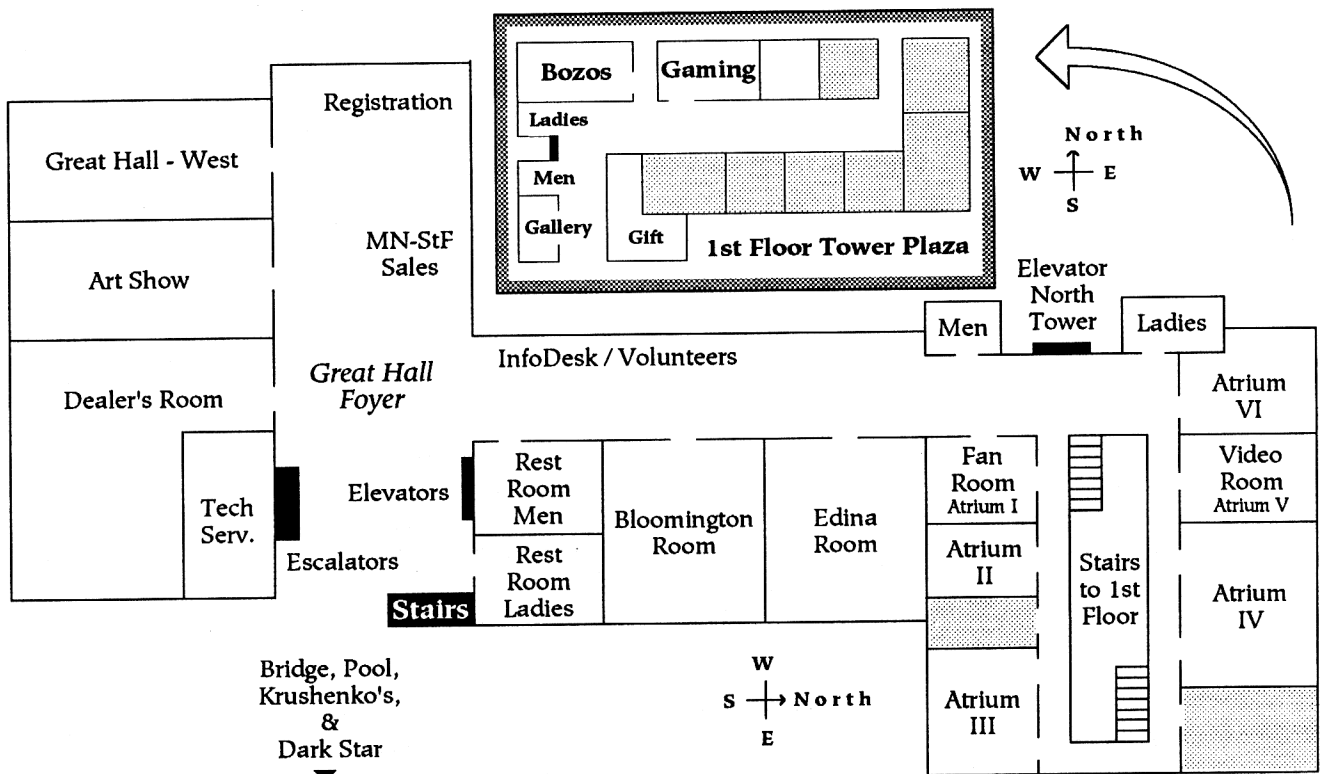 Bozos
Gaming
Ladies
Men
Gallery
Gift
1st Floor Tower Plaza
North
W
E
S
Registration
Great Hall - West
MN-StF
Sales
Art Show
Elevator
North
Tower
Men
Ladies
InfoDesk / Volunteers
Great Hall
Foyer
Dealer's Room
Atrium
VI
Rest
Room
Men
Elevators
Tech
Serv.
Bloomington
Room
Edina
Room
Fan
Room
Atrium I
Video
Room
Atrium V
Escalators
Rest
Room
Ladies
Stairs
Atrium
II
Stairs
to 1st
Floor
Atrium
IV
Bridge, Pool,
Krushenko's,
&
Dark Star
W
S
North
E
Atrium
III